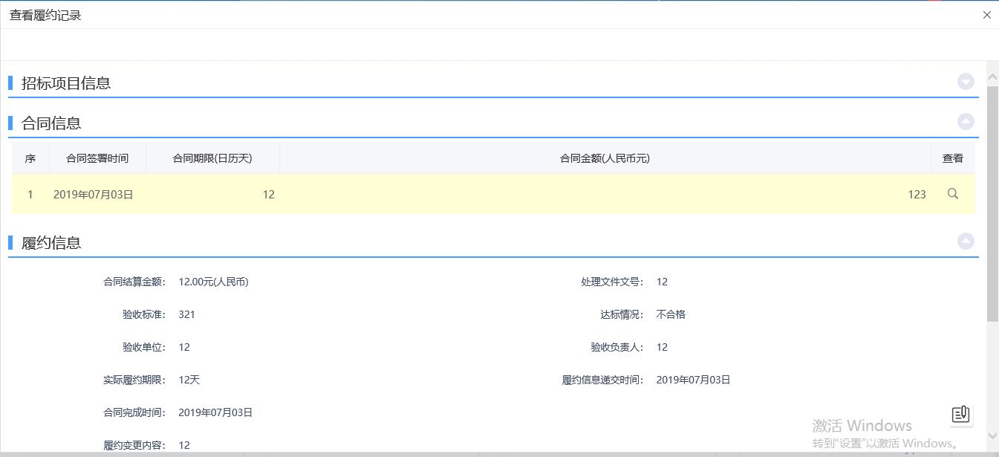 查看履约记录
招标项目信息
合同信息
序 合同签署时间 合同期限(日历天) 合同金额(人民币元) 查看
1 2019年07月03日 12 123
履约信息
合同结算金额： 12.00元(人民币) 处理文件文号： 12
验收标准： 321 达标情况： 不合格
验收单位： 12 验收负责人： 12
实际履约期限： 12天 履约信息递交时间： 2019年07月03日
合同完成时间： 2019年07月03日
履约变更内容： 12
激活 Windows
转到“设置”以激活 Windows。